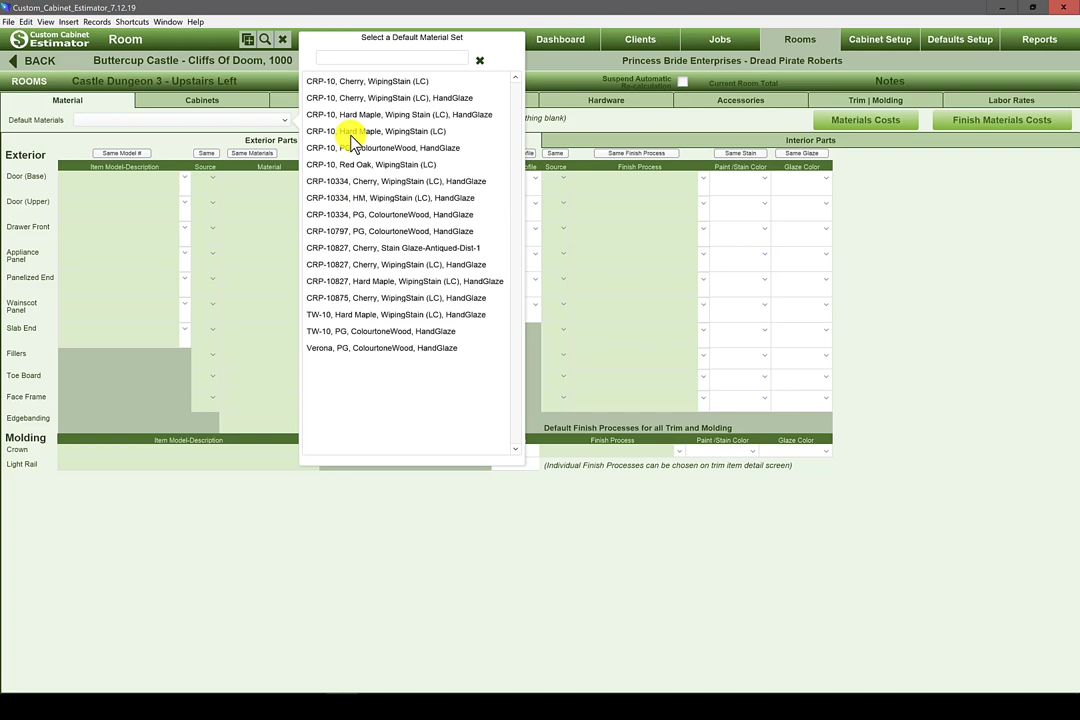 Custom_Cabinet_Estimator_7.12.19
File Edit View Insert Records Shortcuts Window Help
Custom Cabinet Estimator Room Dashboard Clients Jobs Rooms Cabinet Setup Defaults Setup Reports
BACK Buttercup Castle - Cliffs Of Doom, 1000 Princess Bride Enterprises - Dread Pirate Roberts
ROOMS Castle Dungeon 3 - Upstairs Left Suspend Automatic Re-calculation Current Room Total Notes
Material Cabinets Hardware Accessories Trim | Molding Labor Rates
Default Materials thing blank) Materials Costs Finish Materials Costs
Exterior Parts Interior Parts
Exterior Same Model # Same Same Materials Same Same Finish Process Same Stain Same Glaze
Item Model-Description Source Material Source Finish Process Paint /Stain Color Glaze Color
Door (Base)
Door (Upper)
Drawer Front
Appliance Panel
Panelized End
Wainscot Panel
Slab End
Fillers
Toe Board
Face Frame
Edgebanding Default Finish Processes for all Trim and Molding
Molding Item Model-Description Finish Process Paint /Stain Color Glaze Color
Crown
Light Rail (Individual Finish Processes can be chosen on trim item detail screen)
Select a Default Material Set
CRP-10, Cherry, WipingStain (LC)
CRP-10, Cherry, WipingStain (LC), HandGlaze
CRP-10, Hard Maple, Wiping Stain (LC), HandGlaze
CRP-10, Hard Maple, WipingStain (LC)
CRP-10, PG, ColourtoneWood, HandGlaze
CRP-10, Red Oak, WipingStain (LC)
CRP-10334, Cherry, WipingStain (LC), HandGlaze
CRP-10334, HM, WipingStain (LC), HandGlaze
CRP-10334, PG, ColourtoneWood, HandGlaze
CRP-10797, PG, ColourtoneWood, HandGlaze
CRP-10827, Cherry, Stain Glaze-Antiqued-Dist-1
CRP-10827, Cherry, WipingStain (LC), HandGlaze
CRP-10827, Hard Maple, WipingStain (LC), HandGlaze
CRP-10875, Cherry, WipingStain (LC), HandGlaze
TW-10, Hard Maple, WipingStain (LC), HandGlaze
TW-10, PG, ColourtoneWood, HandGlaze
Verona, PG, ColourtoneWood, HandGlaze